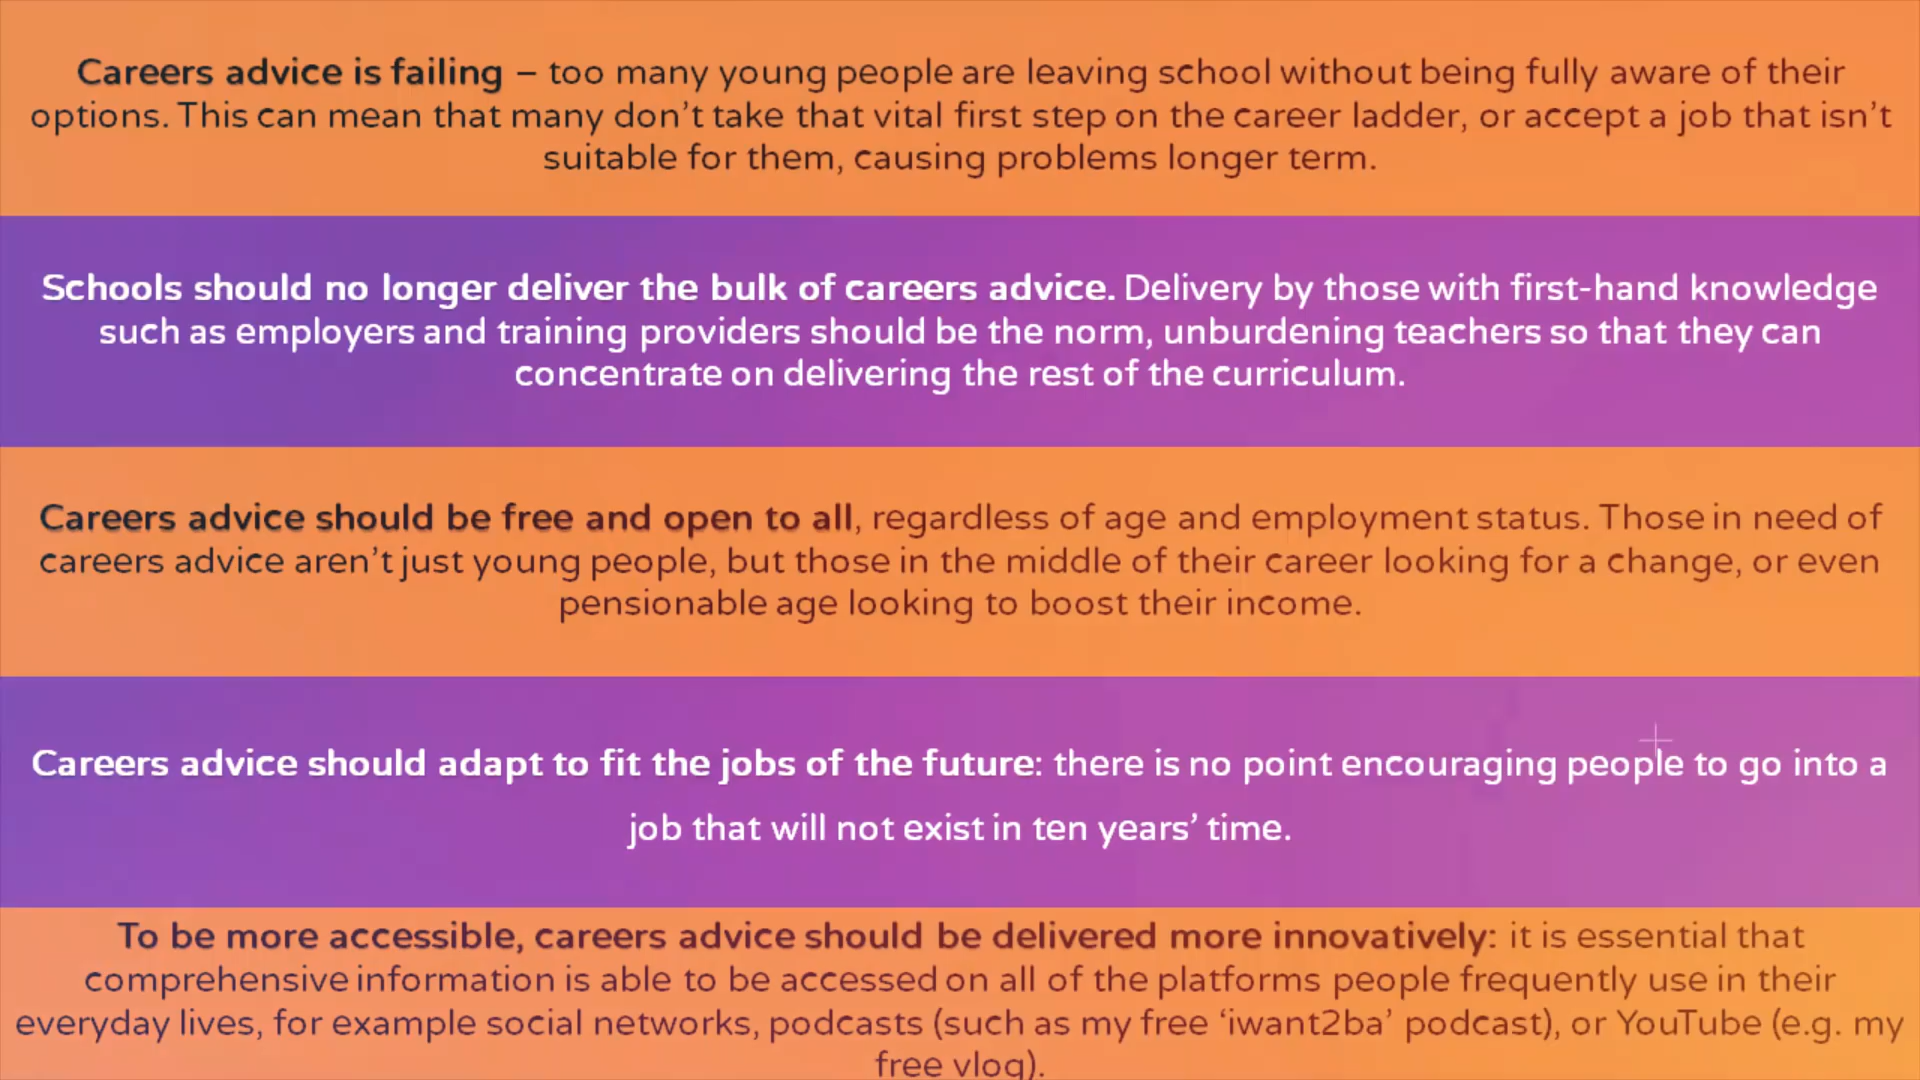 Careers advice is failing – too many young people are leaving school without being fully aware of their
options. This can mean that many don’t take that vital first step on the career ladder, or accept a job that isn’t
suitable for them, causing problems longer term.
Schools should no longer deliver the bulk of careers advice. Delivery by those with first-hand knowledge
such as employers and training providers should be the norm, unburdening teachers so that they can
concentrate on delivering the rest of the curriculum.
Careers advice should be free and open to all, regardless of age and employment status. Those in need of
careers advice aren’t just young people, but those in the middle of their career looking for a change, or even
pensionable age looking to boost their income.
Careers advice should adapt to fit the jobs of the future: there is no point encouraging people to go into a
job that will not exist in ten years’ time.
To be more accessible, careers advice should be delivered more innovatively: it is essential that
comprehensive information is able to be accessed on all of the platforms people frequently use in their
everyday lives, for example social networks, podcasts (such as my free ‘iwant2ba’ podcast), or YouTube (e.g. my
free vlog).